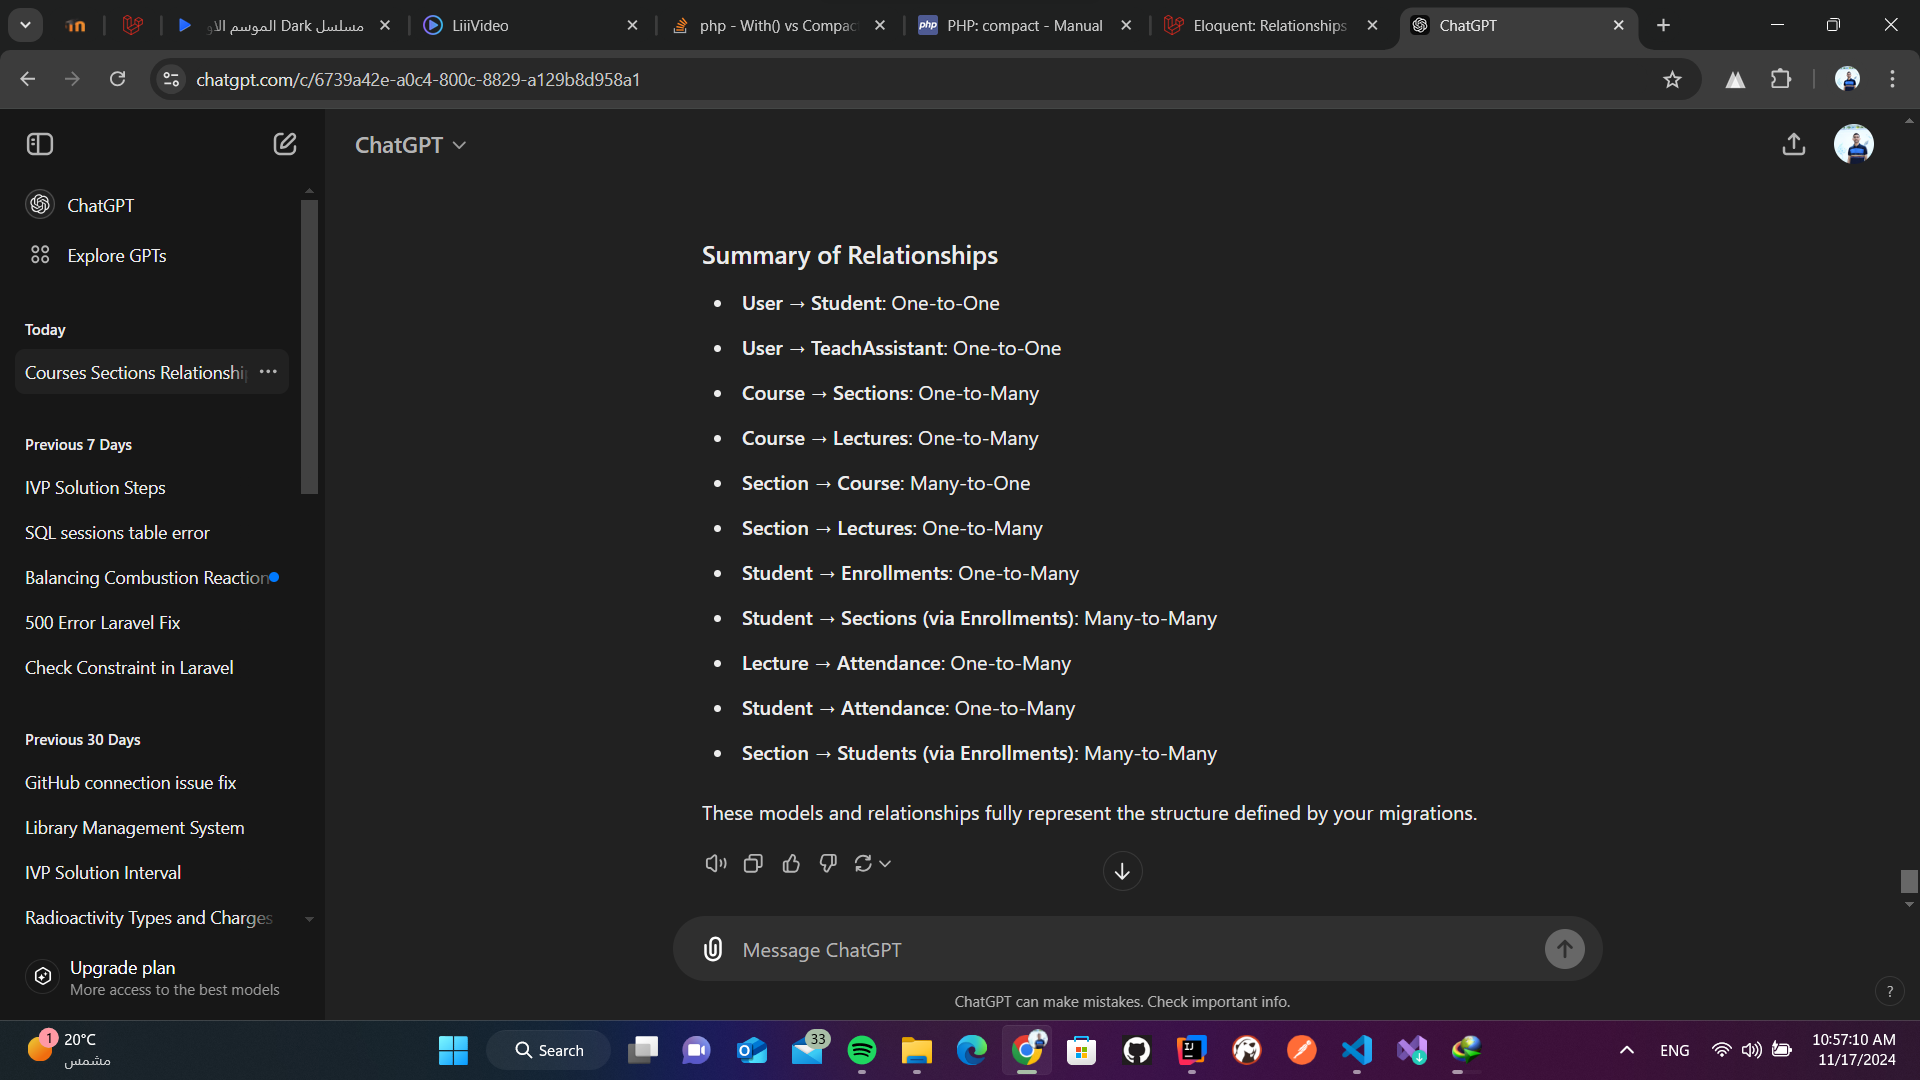 مسلسل Dark الموسم الاو
LiiiVideo
php - With() vs Compac
php
PHP: compact - Manual
Eloquent: Relationships
ChatGPT
chatgpt.com/c/6739a42e-a0c4-800c-8829-a129b8d958a1
ChatGPT
Explore GPTs
Today
Courses Sections Relationship
Previous 7 Days
IVP Solution Steps
SQL sessions table error
Balancing Combustion Reaction
500 Error Laravel Fix
Check Constraint in Laravel
Previous 30 Days
GitHub connection issue fix
Library Management System
IVP Solution Interval
Radioactivity Types and Charges
Upgrade plan
More access to the best models
ChatGPT
Summary of Relationships
• User → Student: One-to-One
• User → TeachAssistant: One-to-One
• Course → Sections: One-to-Many
• Course → Lectures: One-to-Many
• Section → Course: Many-to-One
• Section → Lectures: One-to-Many
• Student → Enrollments: One-to-Many
• Student → Sections (via Enrollments): Many-to-Many
• Lecture → Attendance: One-to-Many
• Student → Attendance: One-to-Many
• Section → Students (via Enrollments): Many-to-Many
These models and relationships fully represent the structure defined by your migrations.
Message ChatGPT
ChatGPT can make mistakes. Check important info.
?
1
20°C
مشمس
Search
33
ENG
10:57:10 AM
11/17/2024